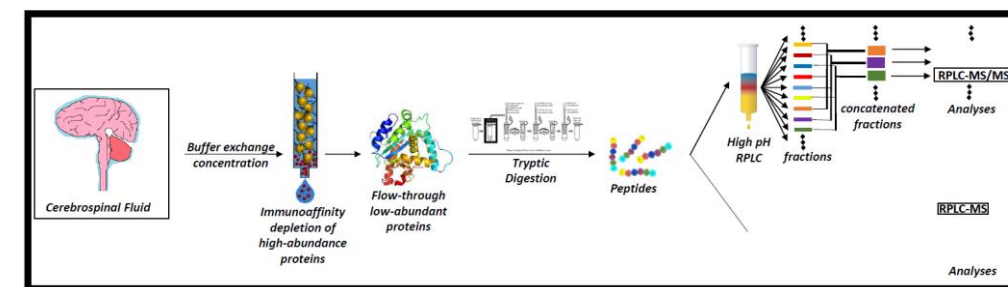 Cerebrospinal Fluid
Buffer exchange
concentration
Immunoaffinity
depletion of
high-abundance
proteins
Flow-through
low-abundant
proteins
Tryptic
Digestion
Peptides
High pH
RPLC
fractions
concatenated
fractions
RPLC-MS/MS
Analyses
RPLC-MS
Analyses